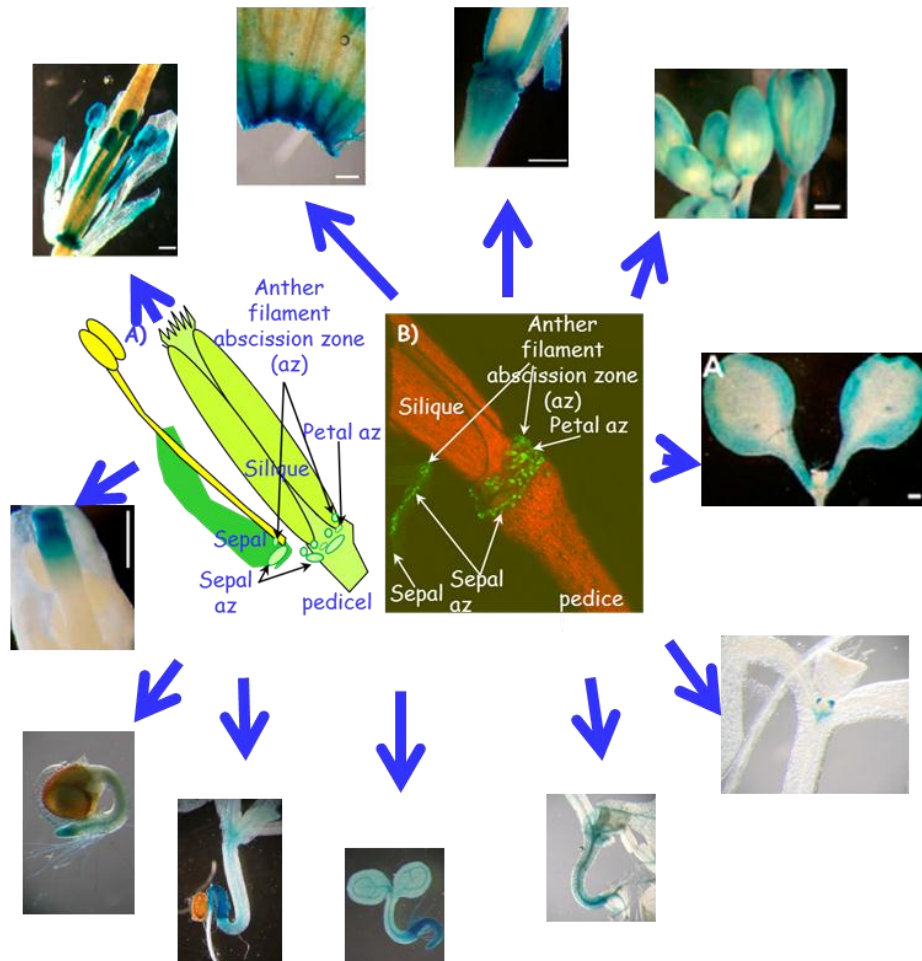 A)
Anther
filament
abscission zone
(az)
Petal az
Silique
Sepal
Sepal
az
pedicel
B)
Anther
filament
abscission zone
(az)
Silique
Petal az
Sepal
az
Sepal
pedice
A